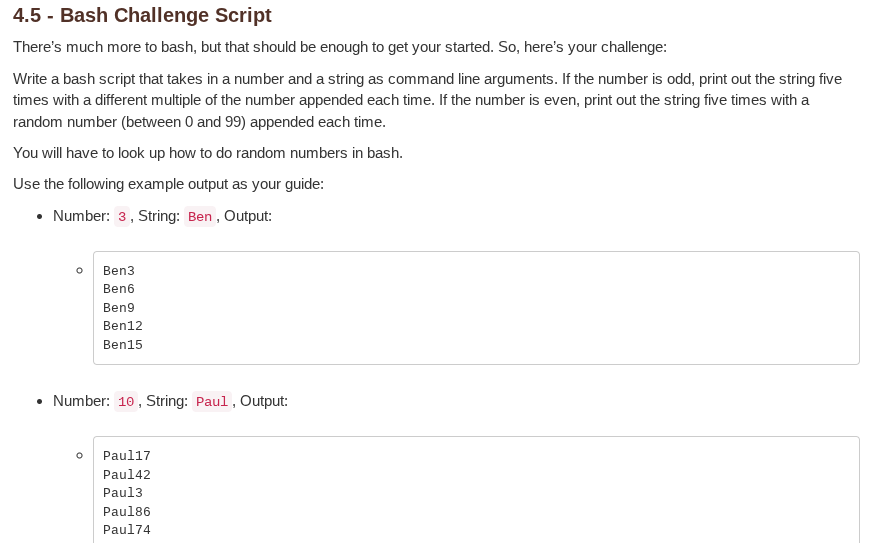 4.5 - Bash Challenge Script
There’s much more to bash, but that should be enough to get your started. So, here’s your challenge:
Write a bash script that takes in a number and a string as command line arguments. If the number is odd, print out the string five
times with a different multiple of the number appended each time. If the number is even, print out the string five times with a
random number (between 0 and 99) appended each time.
You will have to look up how to do random numbers in bash.
Use the following example output as your guide:
Number: 3, String: Ben, Output:
Ben3
Ben6
Ben9
Ben12
Ben15
Number: 10, String: Paul, Output:
Paul17
Paul42
Paul3
Paul86
Paul74